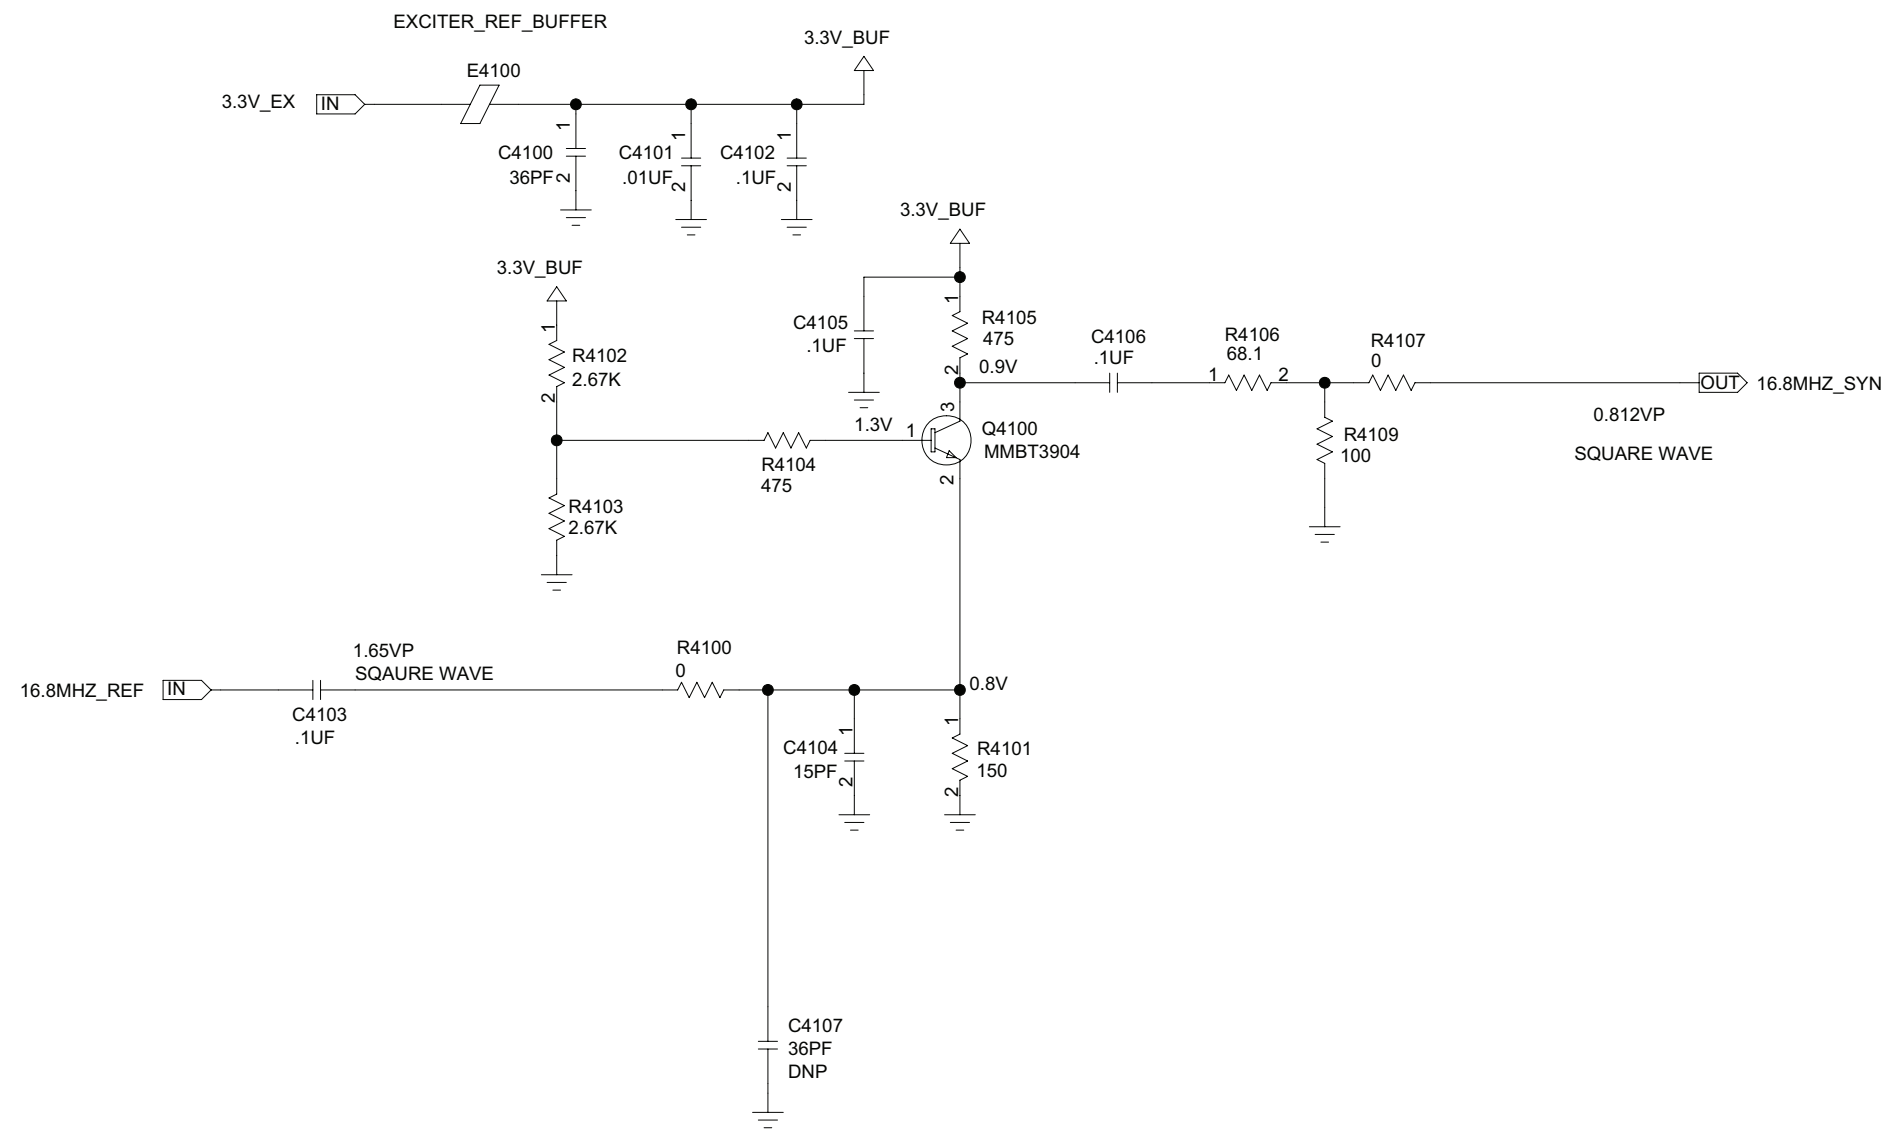 EXCITER_REF_BUFFER
3.3V_BUF
E4100
3.3V_EX
IN
1
C4100
36PF
2
1
C4101
.01UF
2
1
C4102
.1UF
2
3.3V_BUF
3.3V_BUF
1
R4102
2.67K
2
C4105
.1UF
1
R4105
475
2
0.9V
C4106
.1UF
R4106
68.1
1
2
R4107
0
OUT
16.8MHZ_SYN
0.812VP
SQUARE WAVE
R4109
100
3
1.3V
1
Q4100
MMBT3904
2
R4104
475
R4103
2.67K
1.65VP
SQAURE WAVE
R4100
0
16.8MHZ_REF
IN
C4103
.1UF
0.8V
1
C4104
15PF
2
1
R4101
150
2
C4107
36PF
DNP